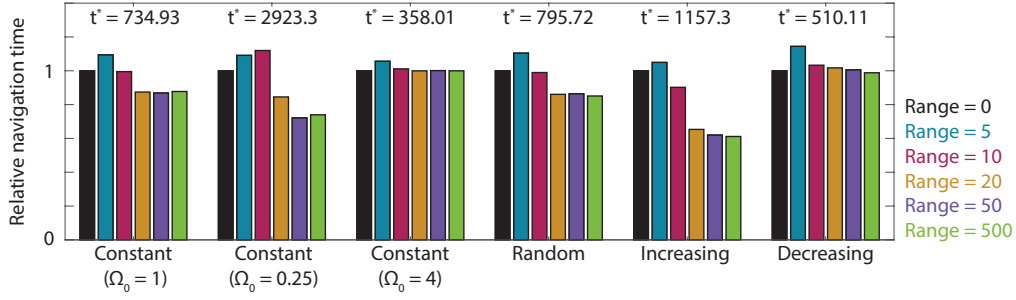 t* = 734.93
t* = 2923.3
t* = 358.01
t* = 795.72
t* = 1157.3
t* = 510.11
Relative navigation time
1
0
Range = 0
Range = 5
Range = 10
Range = 20
Range = 50
Range = 500
Constant
(Ω₀ = 1)
Constant
(Ω₀ = 0.25)
Constant
(Ω₀ = 4)
Random
Increasing
Decreasing